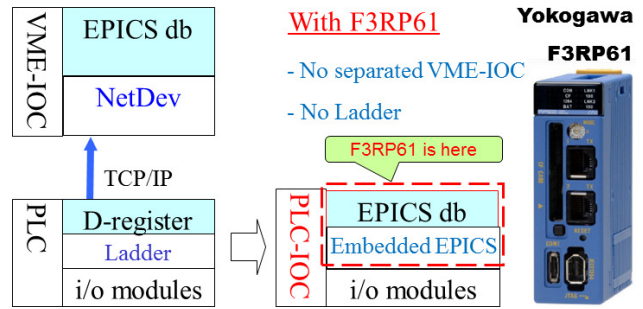 VME-IOC
EPICS db
NetDev
TCP/IP
PLC
D-register
Ladder
i/o modules
With F3RP61
- No separated VME-IOC
- No Ladder
F3RP61 is here
PLC-IOC
EPICS db
Embedded EPICS
i/o modules
Yokogawa
F3RP61